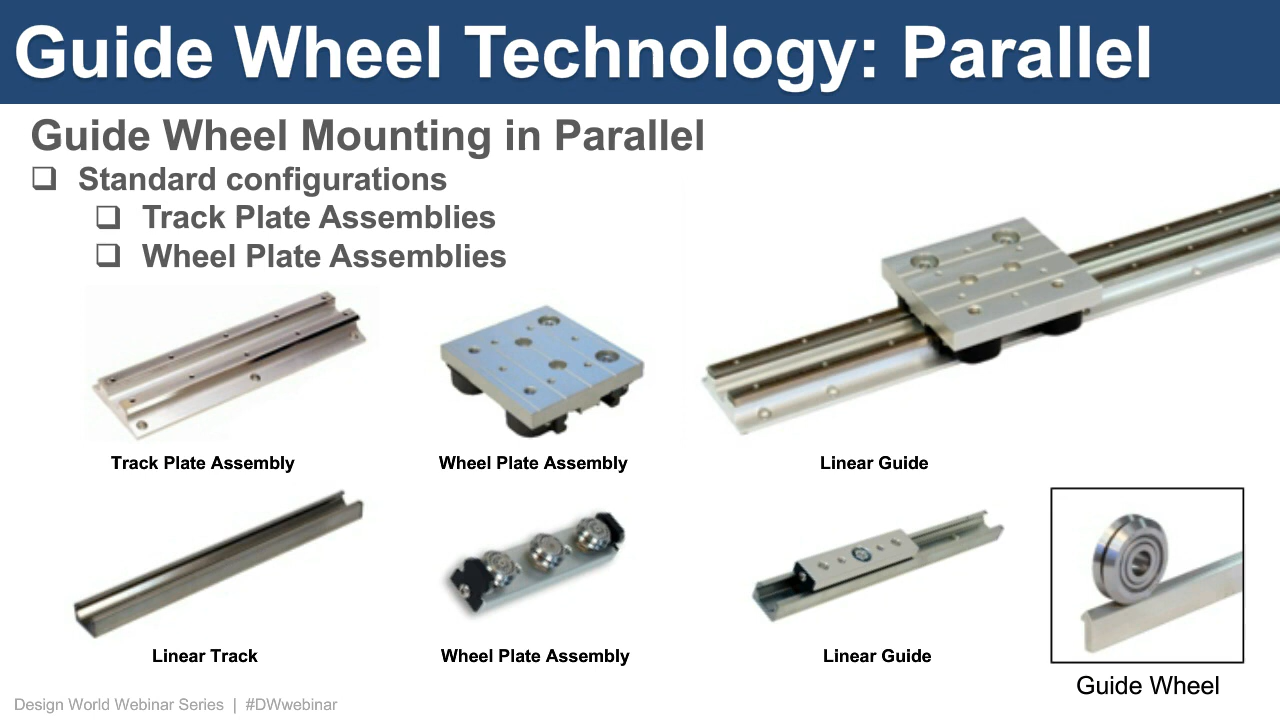 Guide Wheel Technology: Parallel
Guide Wheel Mounting in Parallel
❑ Standard configurations
❑ Track Plate Assemblies
❑ Wheel Plate Assemblies
Track Plate Assembly
Wheel Plate Assembly
Linear Guide
Linear Track
Wheel Plate Assembly
Linear Guide
Guide Wheel
Design World Webinar Series | #DWwebinar